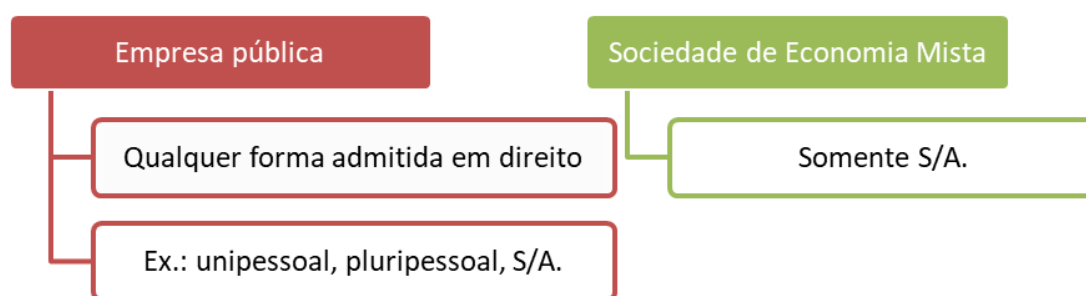 Empresa pública
Qualquer forma admitida em direito
Ex.: unipessoal, pluripessoal, S/A.
Sociedade de Economia Mista
Somente S/A.